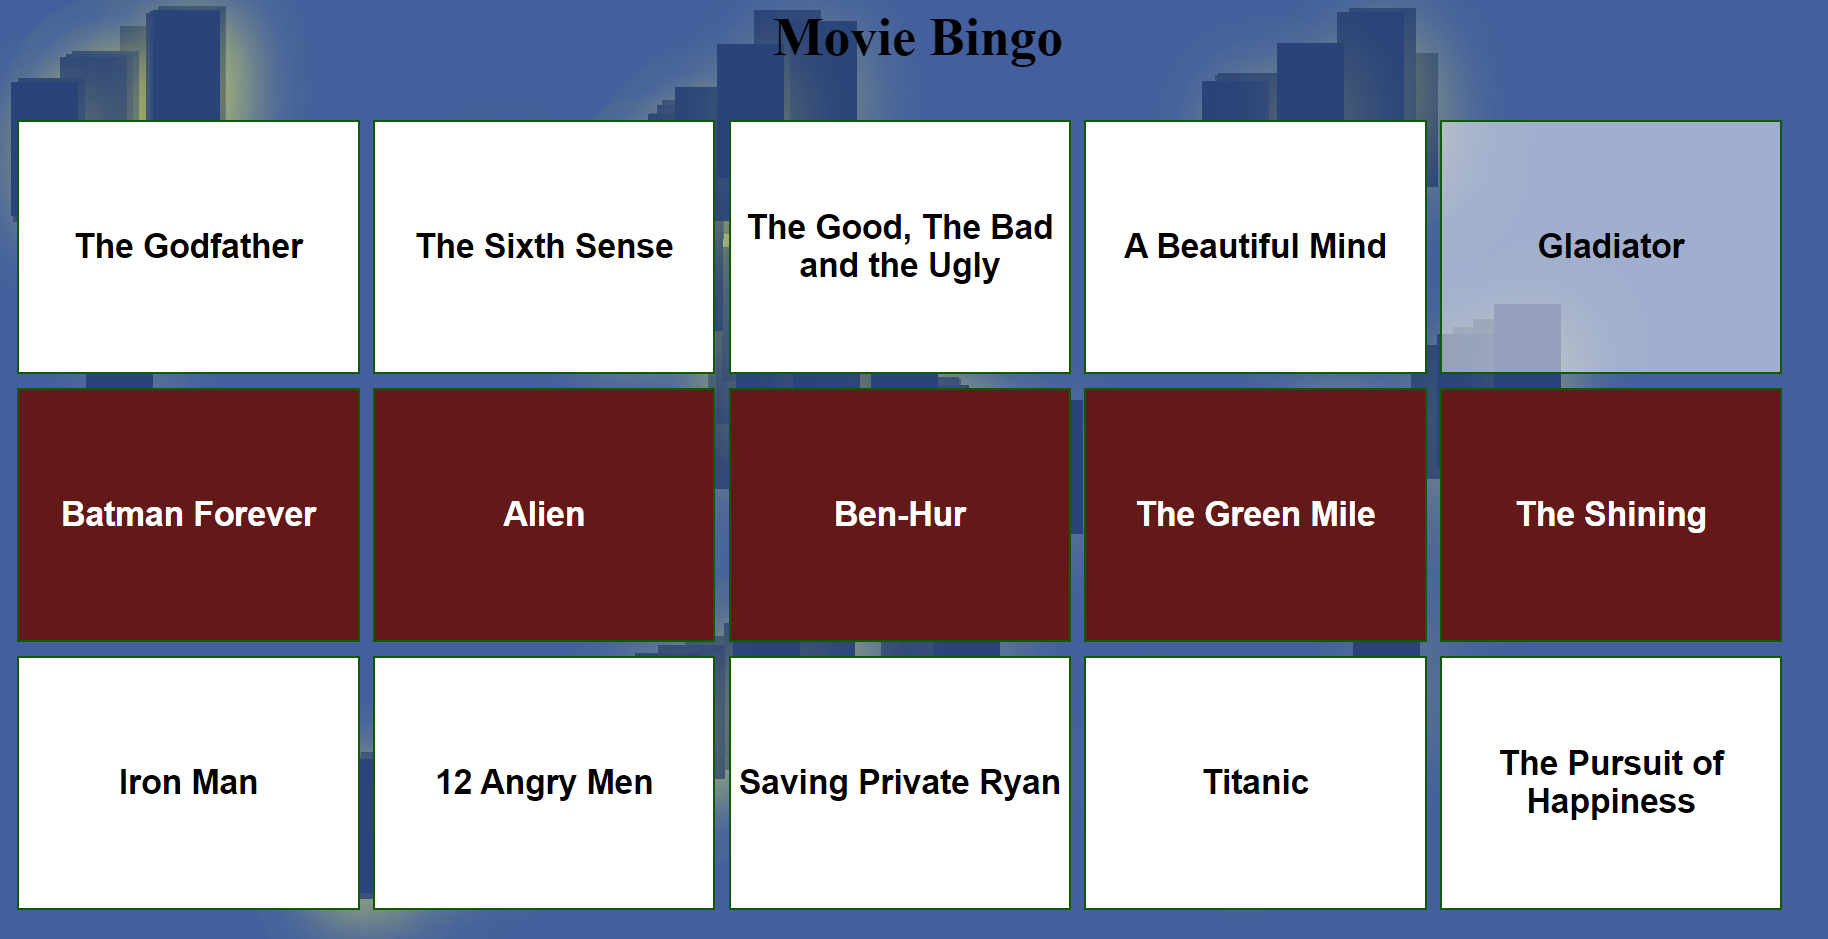 Movie Bingo
The Godfather
The Sixth Sense
The Good, The Bad
and the Ugly
A Beautiful Mind
Gladiator
Batman Forever
Alien
Ben-Hur
The Green Mile
The Shining
Iron Man
12 Angry Men
Saving Private Ryan
Titanic
The Pursuit of
Happiness